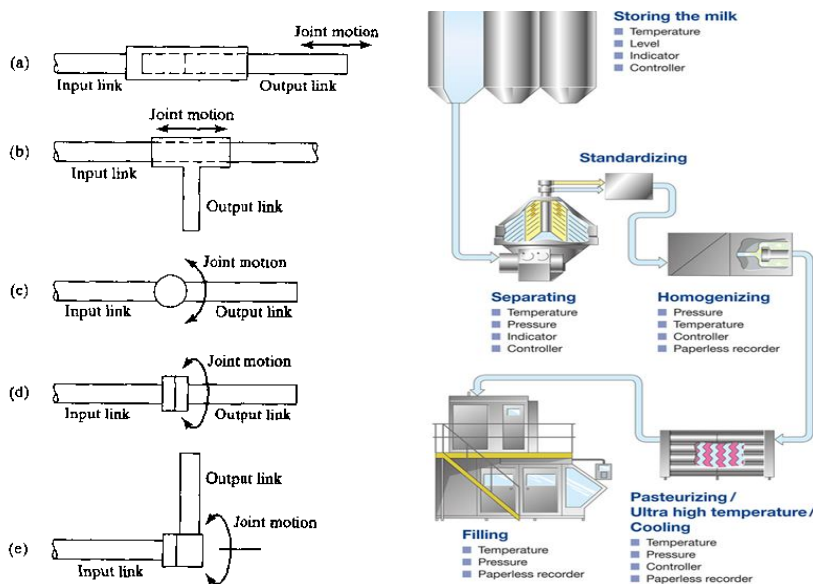 Joint motion
(a)
Input link
Output link
Joint motion
(b)
Input link
Output link
Joint motion
(c)
Input link
Output link
Joint motion
(d)
Input link
Output link
Output link
Joint motion
(e)
Input link
Storing the milk
Temperature
Level
Indicator
Controller
Standardizing
Separating
Temperature
Pressure
Indicator
Controller
Homogenizing
Pressure
Temperature
Controller
Paperless recorder
Filling
Temperature
Pressure
Paperless recorder
Pasteurizing /
Ultra high temperature /
Cooling
Temperature
Pressure
Controller
Paperless recorder